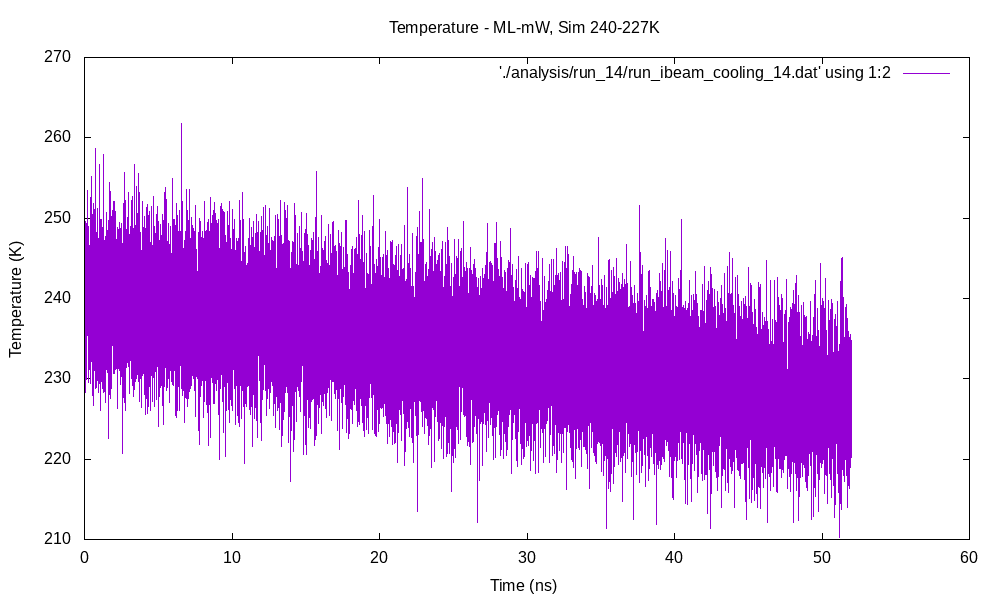 Temperature - ML-mW, Sim 240-227K
'./analysis/run_14/run_ibeam_cooling_14.dat' using 1:2
270
260
250
240
230
220
210
Temperature (K)
0 10 20 30 40 50 60
Time (ns)